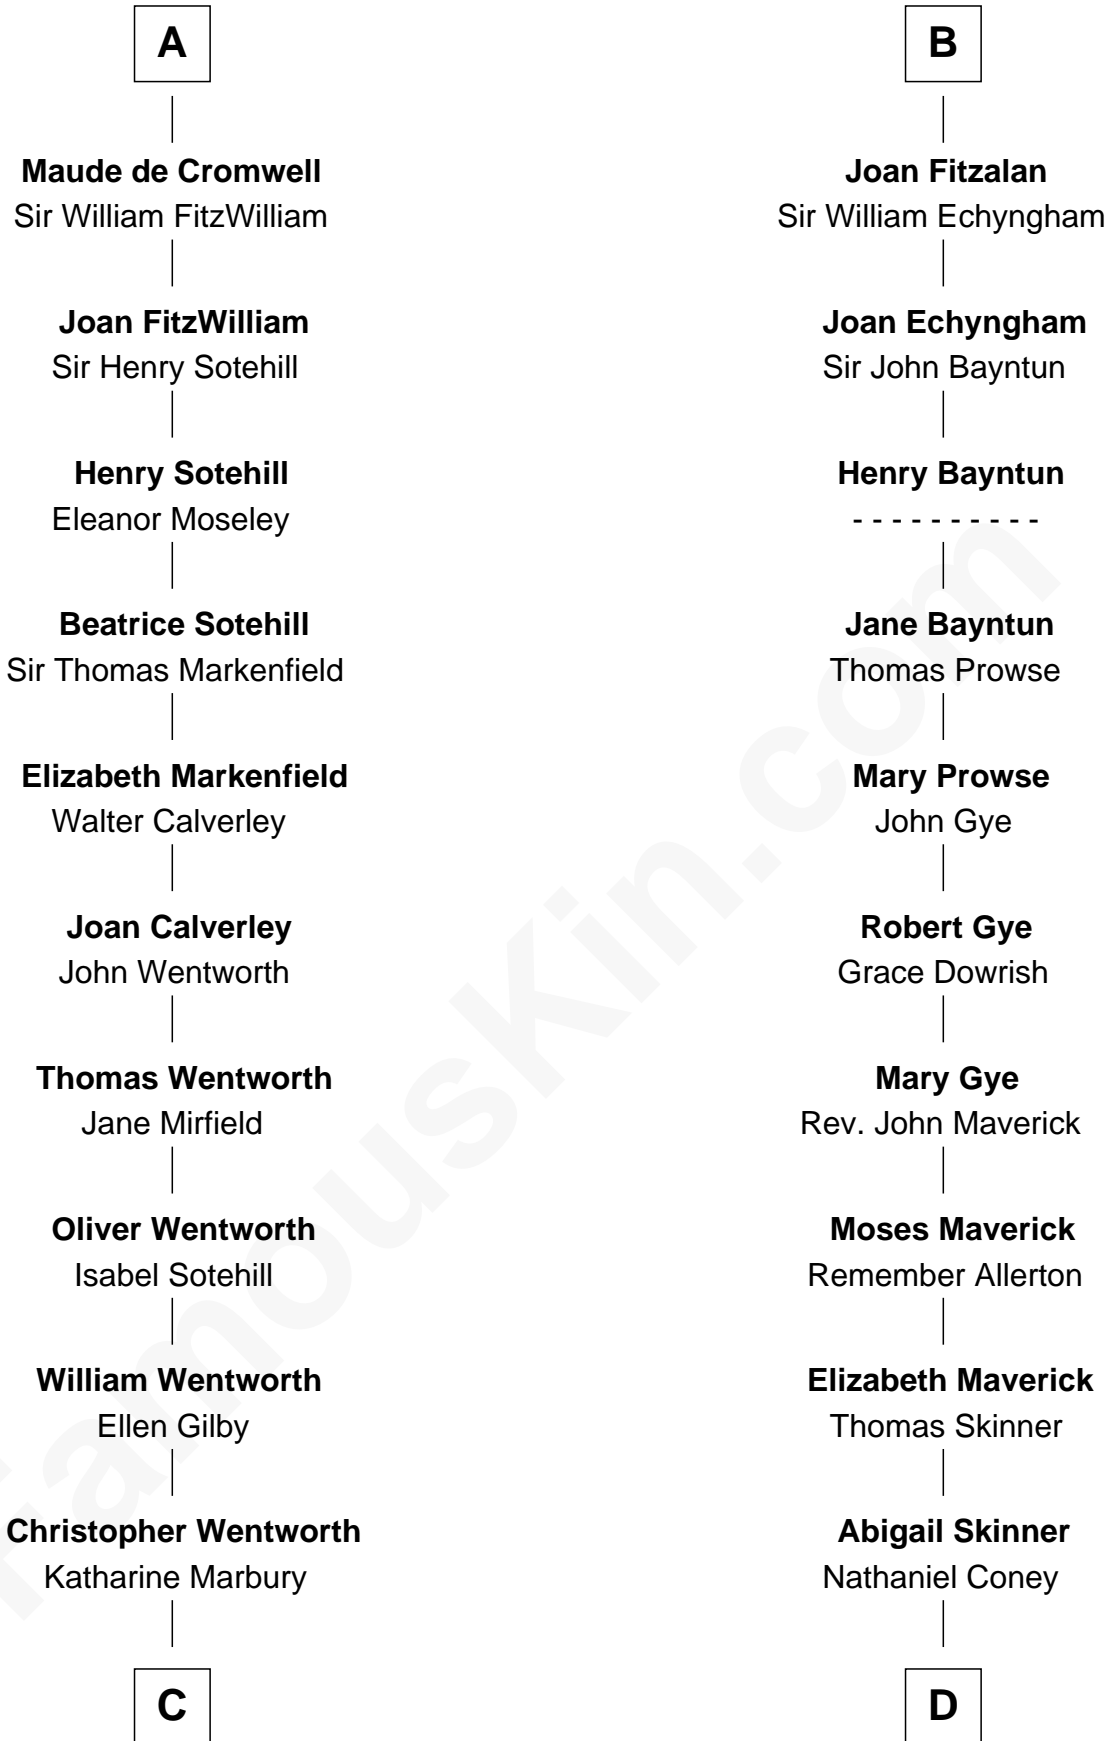 A
Maude de Cromwell
Sir William FitzWilliam
Joan FitzWilliam
Sir Henry Sotehill
Henry Sotehill
Eleanor Moseley
Beatrice Sotehill
Sir Thomas Markenfield
Elizabeth Markenfield
Walter Calverley
Joan Calverley
John Wentworth
Thomas Wentworth
Jane Mirfield
Oliver Wentworth
Isabel Sotehill
William Wentworth
Ellen Gilby
Christopher Wentworth
Katharine Marbury
C
B
Joan Fitzalan
Sir William Echyngham
Joan Echyngham
Sir John Bayntun
Henry Bayntun
- - - - - - - - - -
Jane Bayntun
Thomas Prowse
Mary Prowse
John Gye
Robert Gye
Grace Dowrish
Mary Gye
Rev. John Maverick
Moses Maverick
Remember Allerton
Elizabeth Maverick
Thomas Skinner
Abigail Skinner
Nathaniel Coney
D
FamousKin.com